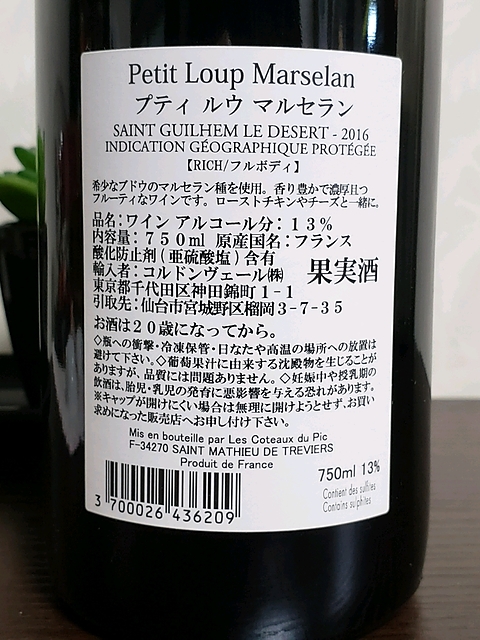 Petit Loup Marselan
プティ ルウ マルセラン
SAINT GUILHEM LE DESERT - 2016
INDICATION GÉOGRAPHIQUE PROTÉGÉE
【RICH/フルボディ】
希少なブドウのマルセラン種を使用。香り豊かで濃厚且つ
フルーティなワインです。ローストチキンやチーズと一緒に。
品名：ワイン アルコール分：１３％
内容量：７５０ml 原産国名：フランス
酸化防止剤(亜硫酸塩)含有
輸入者：コルドンヴェール㈱
果実酒
東京都千代田区神田錦町１-１
引取先：仙台市宮城野区榴岡３-７-３５
お酒は２０歳になってから。
◇瓶への衝撃・冷凍保管・日なたや高温の場所への放置は
避けて下さい。◇葡萄果汁に由来する沈殿物を生じることが
ありますが、品質には問題ありません。◇妊娠中や授乳期の
飲酒は、胎児・乳児の発育に悪影響を与える恐れがあります。
※キャップが開けにくい場合は無理に開けようとせず、お買い
求めになった販売店へお申し付け下さい。
Mis en bouteille par Les Coteaux du Pic
F-34270 SAINT MATHIEU DE TREVIERS
Produit de France
750ml 13%
Contient des sulfites
Contains sulphites
3 700026 436209